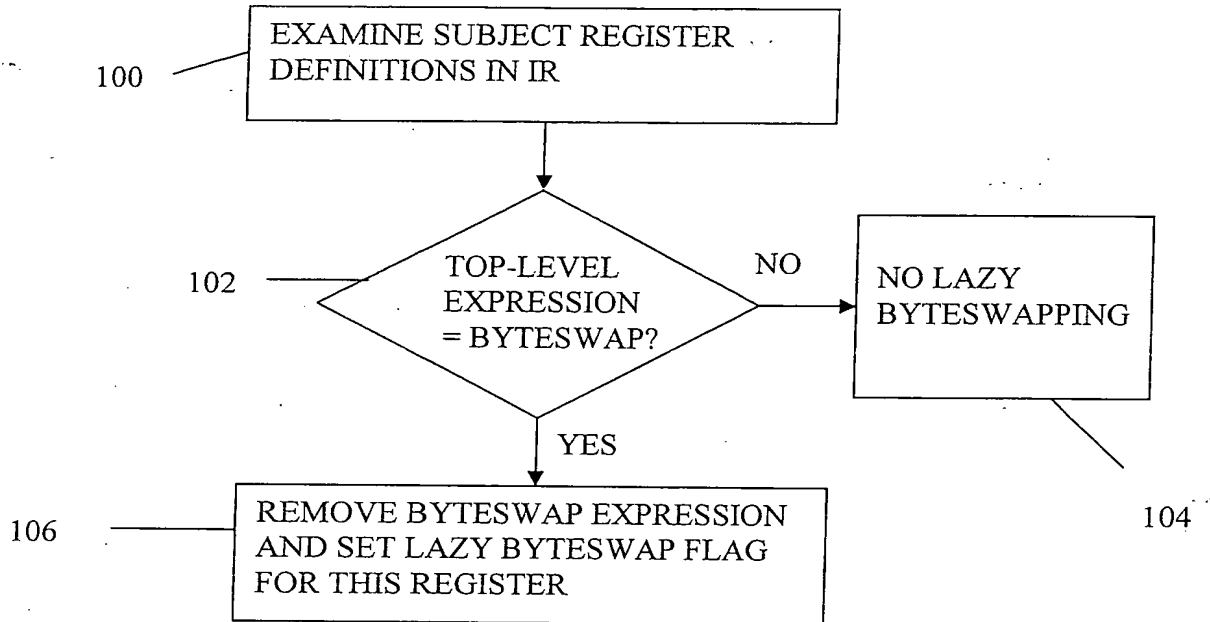 EXAMINE SUBJECT REGISTER
DEFINITIONS IN IR
100
TOP-LEVEL
EXPRESSION
= BYTESWAP?
102
NO
NO LAZY
BYTESWAPPING
104
YES
REMOVE BYTESWAP EXPRESSION
AND SET LAZY BYTESWAP FLAG
FOR THIS REGISTER
106